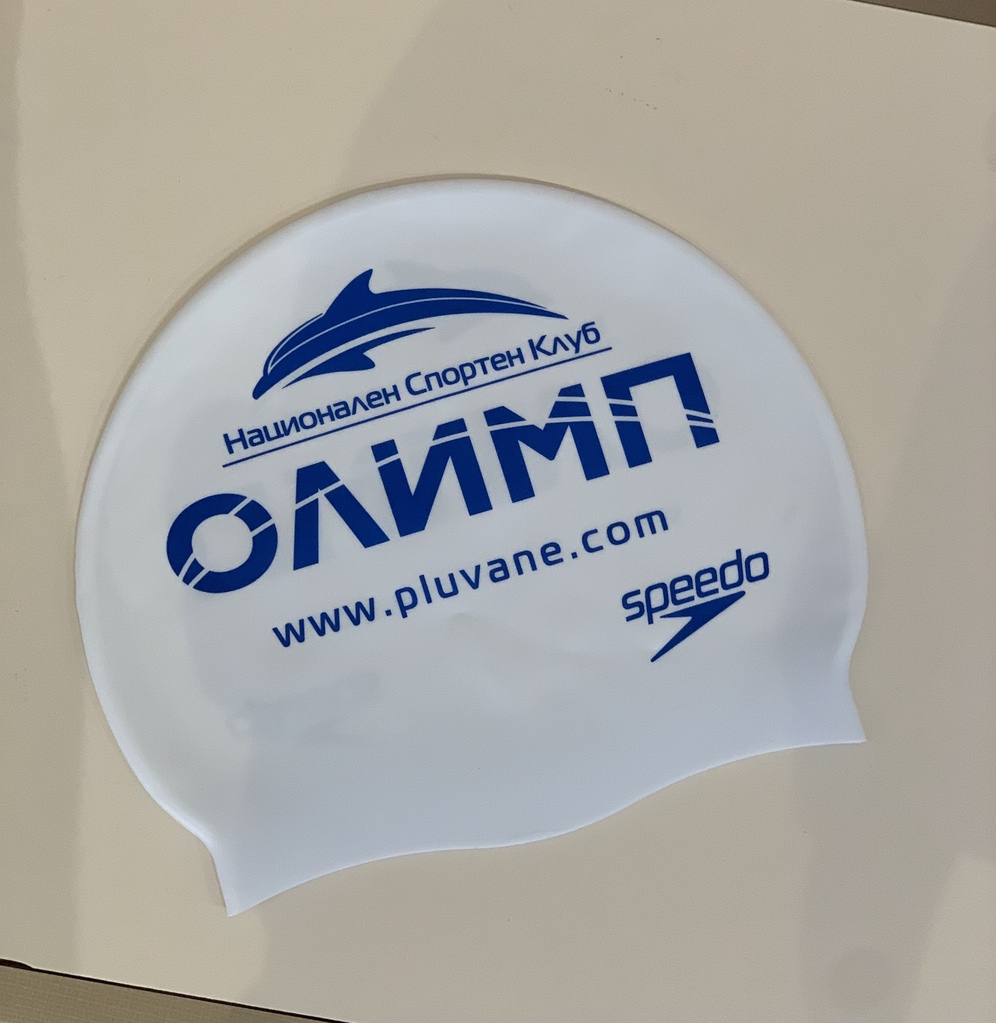 Национален Спортен Клуб
ОЛИМП
www.pluvane.com
speedo